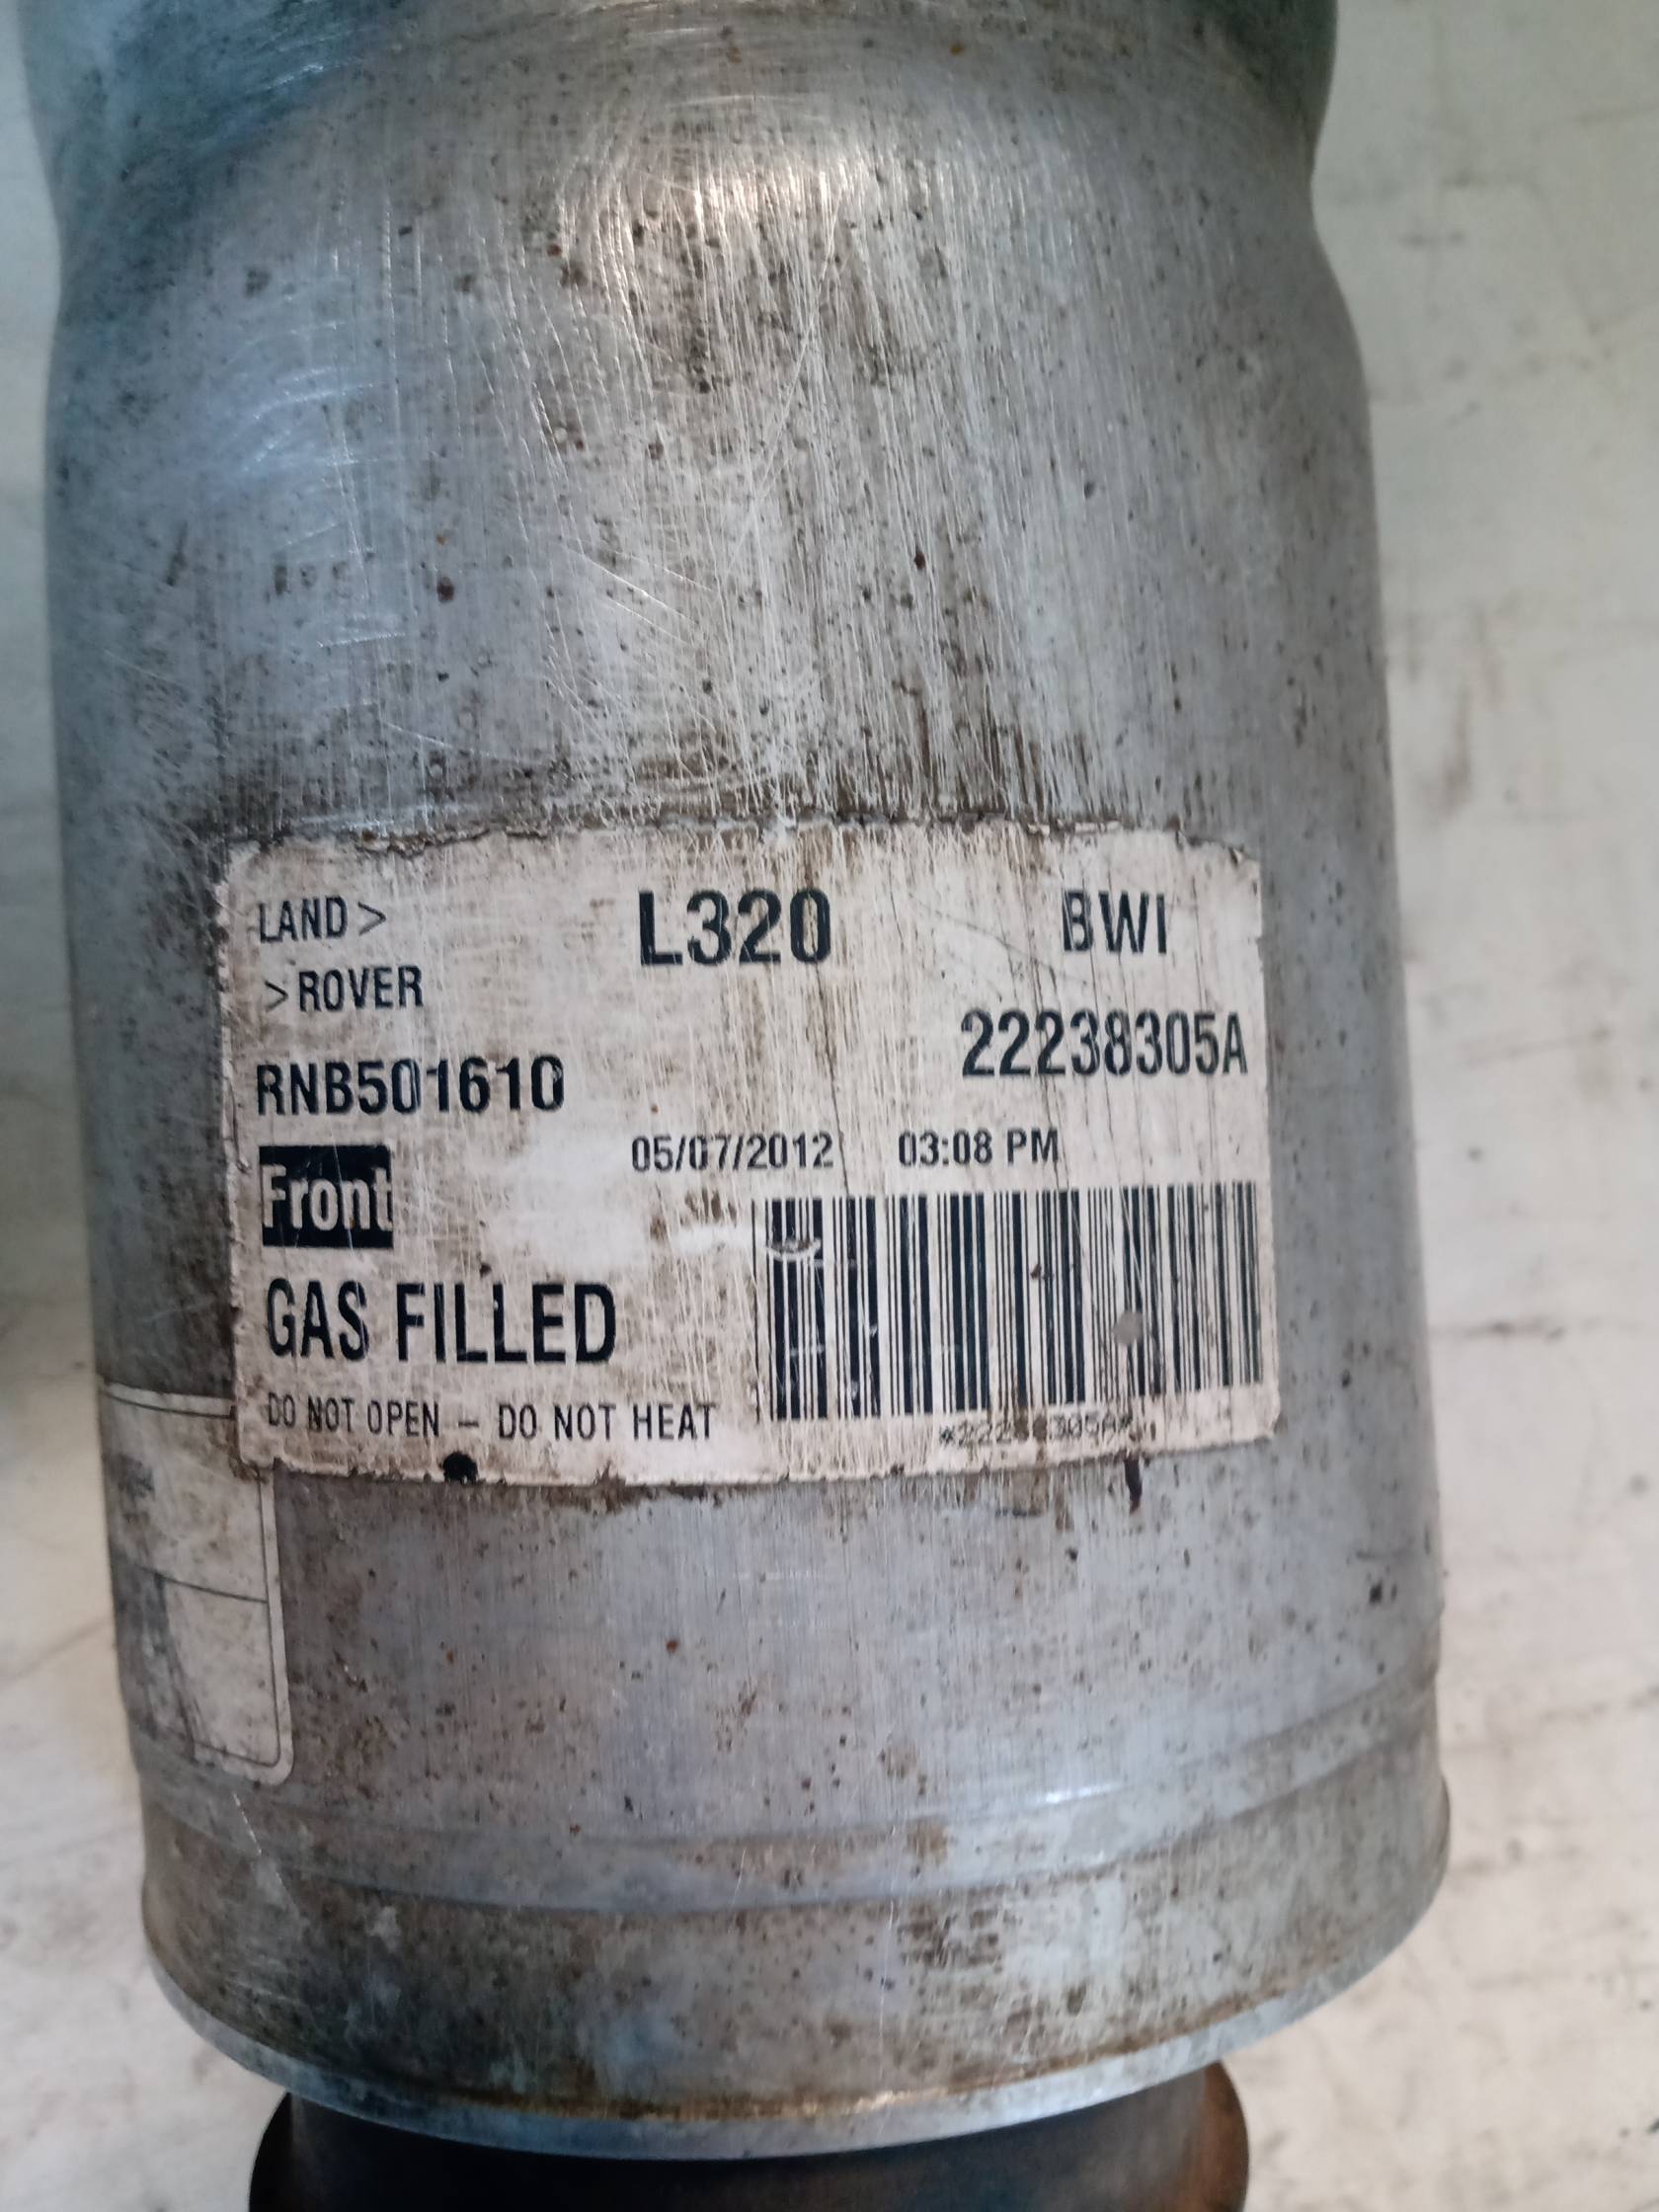 LAND> L320 BWI
>ROVER
22238305A
RNB501610
05/07/2012 03:08 PM
Front
GAS FILLED
DO NOT OPEN – DO NOT HEAT
*22238305A*